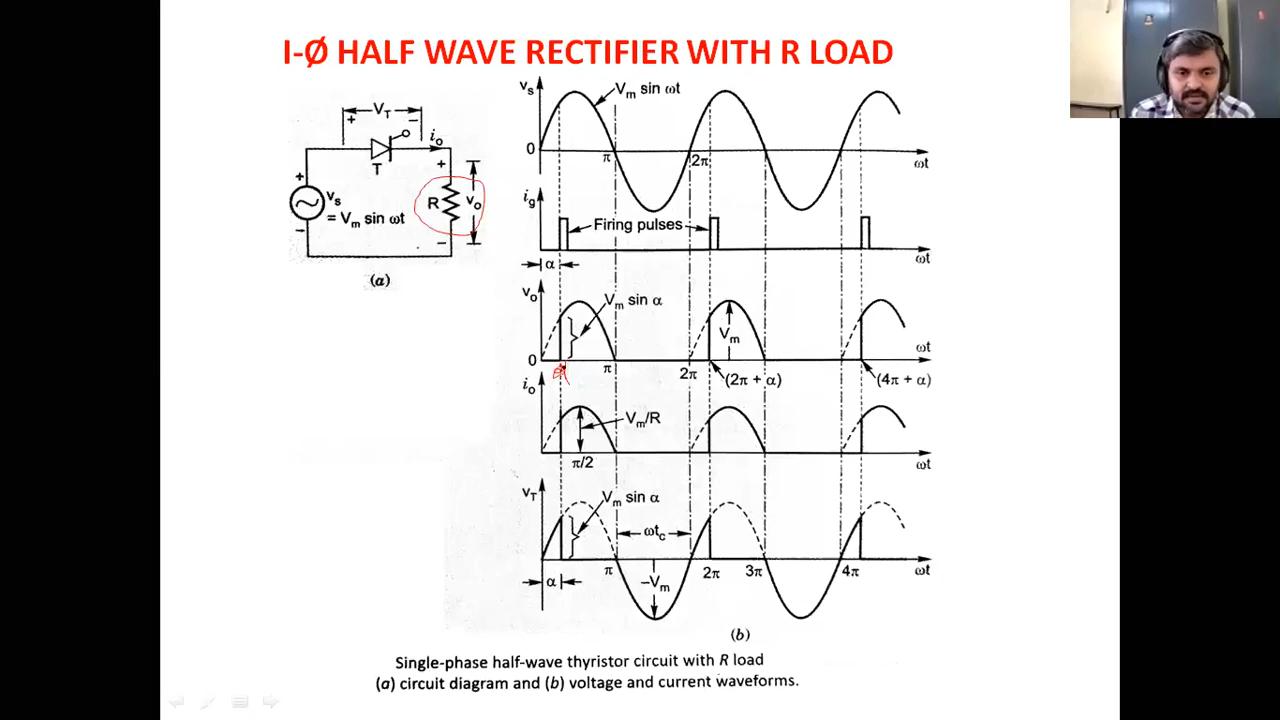 I-Ø HALF WAVE RECTIFIER WITH R LOAD
V_T
+ −
i_o
T
+
v_s
= V_m sin ωt
−
+
R
v_o
−
(a)
v_s
V_m sin ωt
0
π
2π
ωt
i_g
Firing pulses
α
ωt
v_o
V_m sin α
V_m
0
π
2π
(2π + α)
(4π + α)
ωt
α
i_o
V_m/R
π/2
ωt
v_T
V_m sin α
ωt_c
α
π
−V_m
2π
3π
4π
ωt
(b)
Single-phase half-wave thyristor circuit with R load
(a) circuit diagram and (b) voltage and current waveforms.